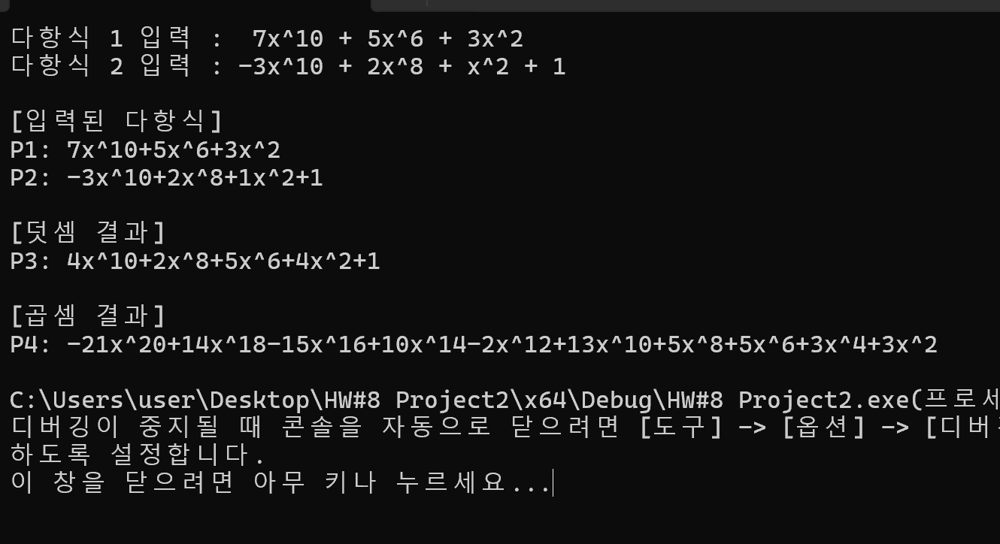 다항식 1 입력 :  7x^10 + 5x^6 + 3x^2
다항식 2 입력 : -3x^10 + 2x^8 + x^2 + 1
[입력된 다항식]
P1: 7x^10+5x^6+3x^2
P2: -3x^10+2x^8+1x^2+1
[덧셈 결과]
P3: 4x^10+2x^8+5x^6+4x^2+1
[곱셈 결과]
P4: -21x^20+14x^18-15x^16+10x^14-2x^12+13x^10+5x^8+5x^6+3x^4+3x^2
C:\Users\user\Desktop\HW#8 Project2\x64\Debug\HW#8 Project2.exe(프로세
디버깅이 중지될 때 콘솔을 자동으로 닫으려면 [도구] -> [옵션] -> [디버
하도록 설정합니다.
이 창을 닫으려면 아무 키나 누르세요...